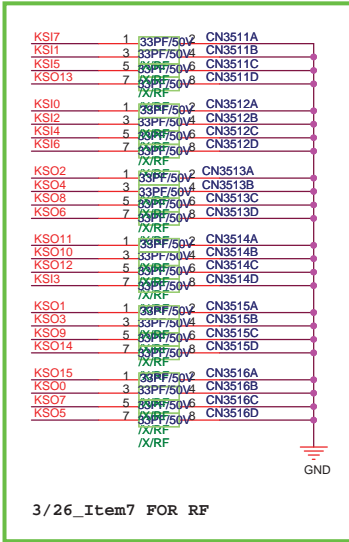 KSI7 1 33PF/50V 2 CN3511A
KSI1 3 33PF/50V 4 CN3511B
KSI5 5 33PF/50V 6 CN3511C
KSO13 7 33PF/50V 8 CN3511D
/X/RF
KSI0 1 33PF/50V 2 CN3512A
KSI2 3 33PF/50V 4 CN3512B
KSI4 5 33PF/50V 6 CN3512C
KSI6 7 33PF/50V 8 CN3512D
/X/RF
KSO2 1 33PF/50V 2 CN3513A
KSO4 3 33PF/50V 4 CN3513B
KSO8 5 33PF/50V 6 CN3513C
KSO6 7 33PF/50V 8 CN3513D
/X/RF
KSO11 1 33PF/50V 2 CN3514A
KSO10 3 33PF/50V 4 CN3514B
KSO12 5 33PF/50V 6 CN3514C
KSI3 7 33PF/50V 8 CN3514D
/X/RF
KSO1 1 33PF/50V 2 CN3515A
KSO3 3 33PF/50V 4 CN3515B
KSO9 5 33PF/50V 6 CN3515C
KSO14 7 33PF/50V 8 CN3515D
/X/RF
KSO15 1 33PF/50V 2 CN3516A
KSO0 3 33PF/50V 4 CN3516B
KSO7 5 33PF/50V 6 CN3516C
KSO5 7 33PF/50V 8 CN3516D
/X/RF
GND
3/26_Item7 FOR RF